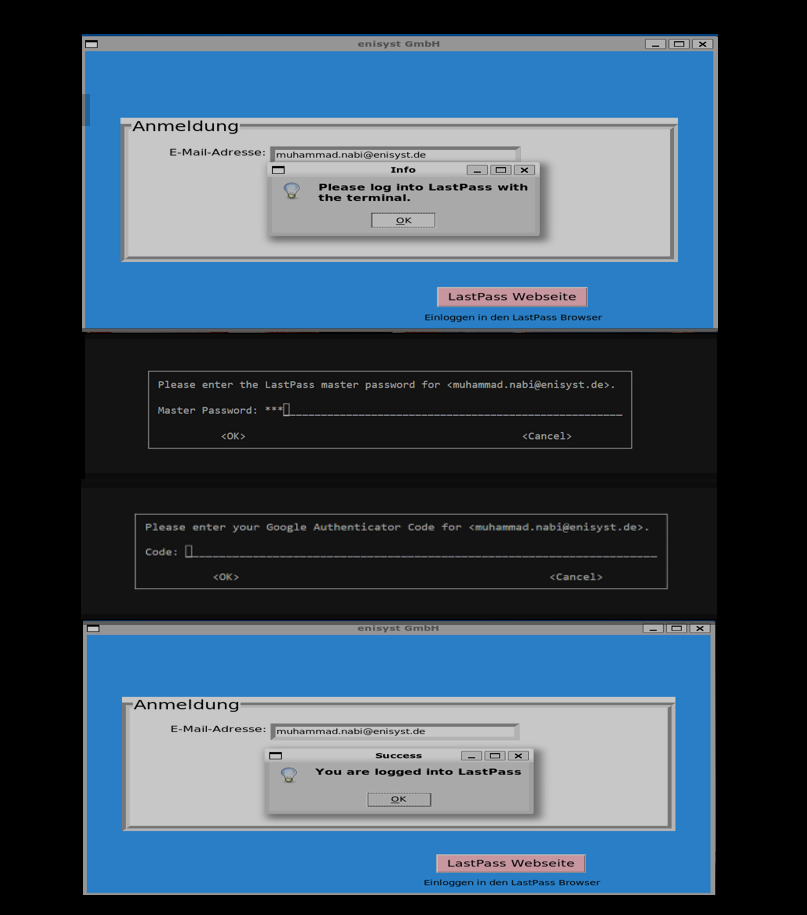 enisyst GmbH
Anmeldung
E-Mail-Adresse: muhammad.nabi@enisyst.de
Info
Please log into LastPass with
the terminal.
OK
LastPass Webseite
Einloggen in den LastPass Browser
Please enter the LastPass master password for <muhammad.nabi@enisyst.de>.
Master Password: ***
<OK> <Cancel>
Please enter your Google Authenticator Code for <muhammad.nabi@enisyst.de>.
Code:
<OK> <Cancel>
enisyst GmbH
Anmeldung
E-Mail-Adresse: muhammad.nabi@enisyst.de
Success
You are logged into LastPass
OK
LastPass Webseite
Einloggen in den LastPass Browser